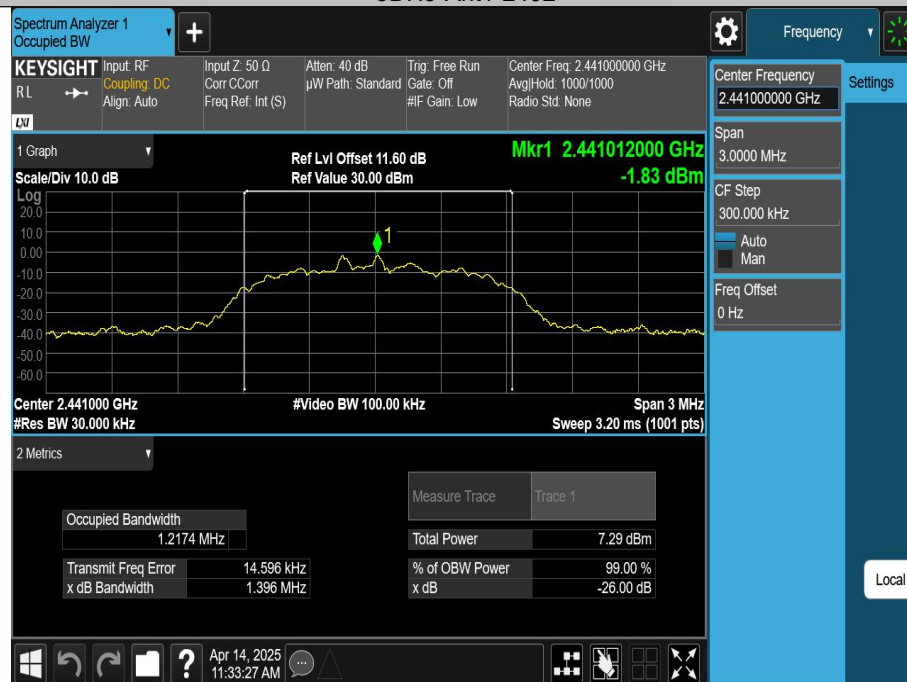 Spectrum Analyzer 1
Occupied BW
+
Frequency
KEYSIGHT
RL
LXI
Input: RF
Coupling: DC
Align: Auto
Input Z: 50 Ω
Corr CCorr
Freq Ref: Int (S)
Atten: 40 dB
µW Path: Standard
Trig: Free Run
Gate: Off
#IF Gain: Low
Center Freq: 2.441000000 GHz
Avg|Hold: 1000/1000
Radio Std: None
Center Frequency
2.441000000 GHz
Settings
Span
3.0000 MHz
CF Step
300.000 kHz
Auto
Man
Freq Offset
0 Hz
Local
1 Graph
Scale/Div 10.0 dB
Ref Lvl Offset 11.60 dB
Ref Value 30.00 dBm
Mkr1 2.441012000 GHz
-1.83 dBm
Log
20.0
10.0
0.00
-10.0
-20.0
-30.0
-40.0
-50.0
-60.0
1
Center 2.441000 GHz
#Res BW 30.000 kHz
#Video BW 100.00 kHz
Span 3 MHz
Sweep 3.20 ms (1001 pts)
2 Metrics
Measure Trace Trace 1
Occupied Bandwidth
1.2174 MHz
Total Power 7.29 dBm
Transmit Freq Error 14.596 kHz
% of OBW Power 99.00 %
x dB Bandwidth 1.396 MHz
x dB -26.00 dB
?
Apr 14, 2025
11:33:27 AM